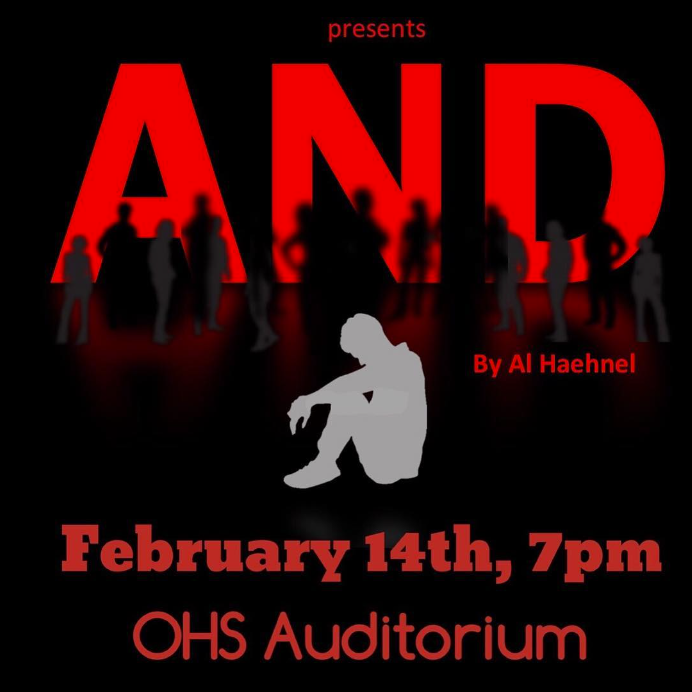 presents
AND
By Al Haehnel
February 14th, 7pm
OHS Auditorium